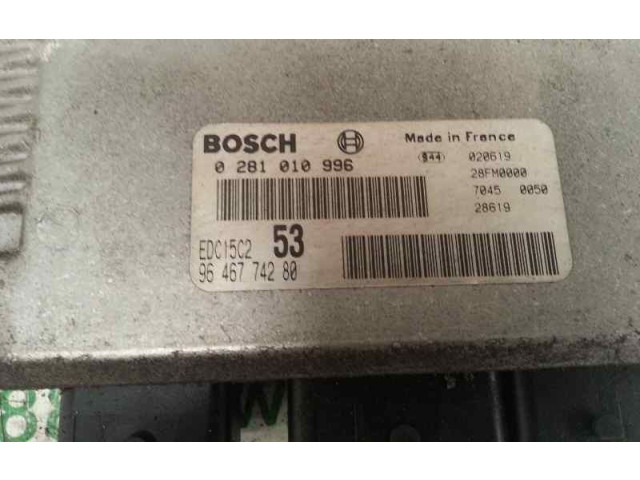 BOSCH
Made in France
0 281 010 996
944 020619
28FM0000
7045 0050
28619
EDC15C2 53
96 467 742 80
W